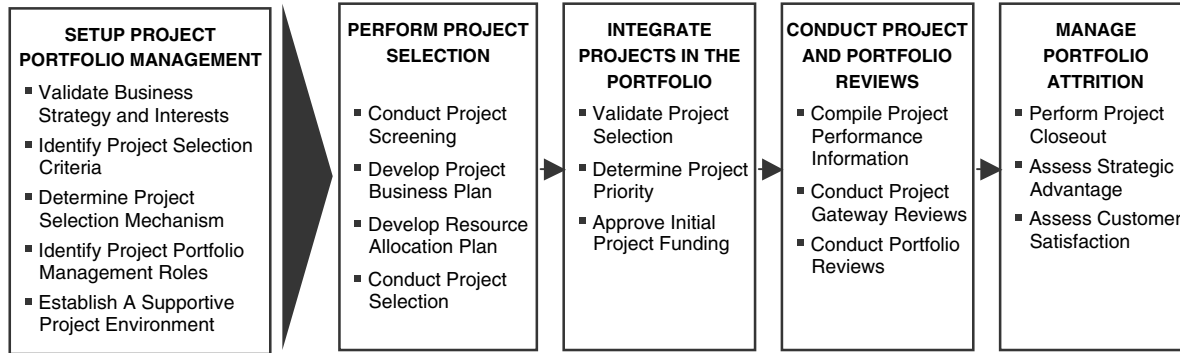 SETUP PROJECT
PORTFOLIO MANAGEMENT
▪ Validate Business
Strategy and Interests
▪ Identify Project Selection
Criteria
▪ Determine Project
Selection Mechanism
▪ Identify Project Portfolio
Management Roles
▪ Establish A Supportive
Project Environment
PERFORM PROJECT
SELECTION
▪ Conduct Project
Screening
▪ Develop Project
Business Plan
▪ Develop Resource
Allocation Plan
▪ Conduct Project
Selection
INTEGRATE
PROJECTS IN THE
PORTFOLIO
▪ Validate Project
Selection
▪ Determine Project
Priority
▪ Approve Initial
Project Funding
CONDUCT PROJECT
AND PORTFOLIO
REVIEWS
▪ Compile Project
Performance
Information
▪ Conduct Project
Gateway Reviews
▪ Conduct Portfolio
Reviews
MANAGE
PORTFOLIO
ATTRITION
▪ Perform Project
Closeout
▪ Assess Strategic
Advantage
▪ Assess Customer
Satisfaction